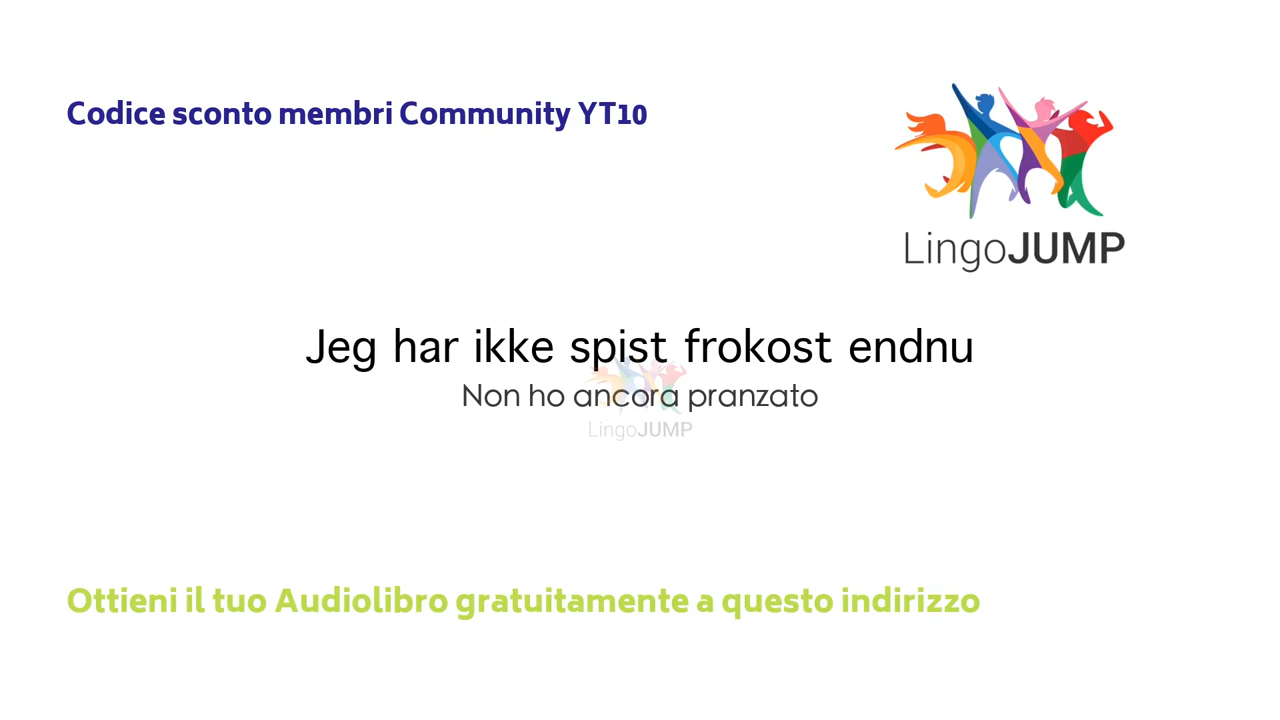 Codice sconto membri Community YT10
LingoJUMP
Jeg har ikke spist frokost endnu
Non ho ancora pranzato
LingoJUMP
Ottieni il tuo Audiolibro gratuitamente a questo indirizzo